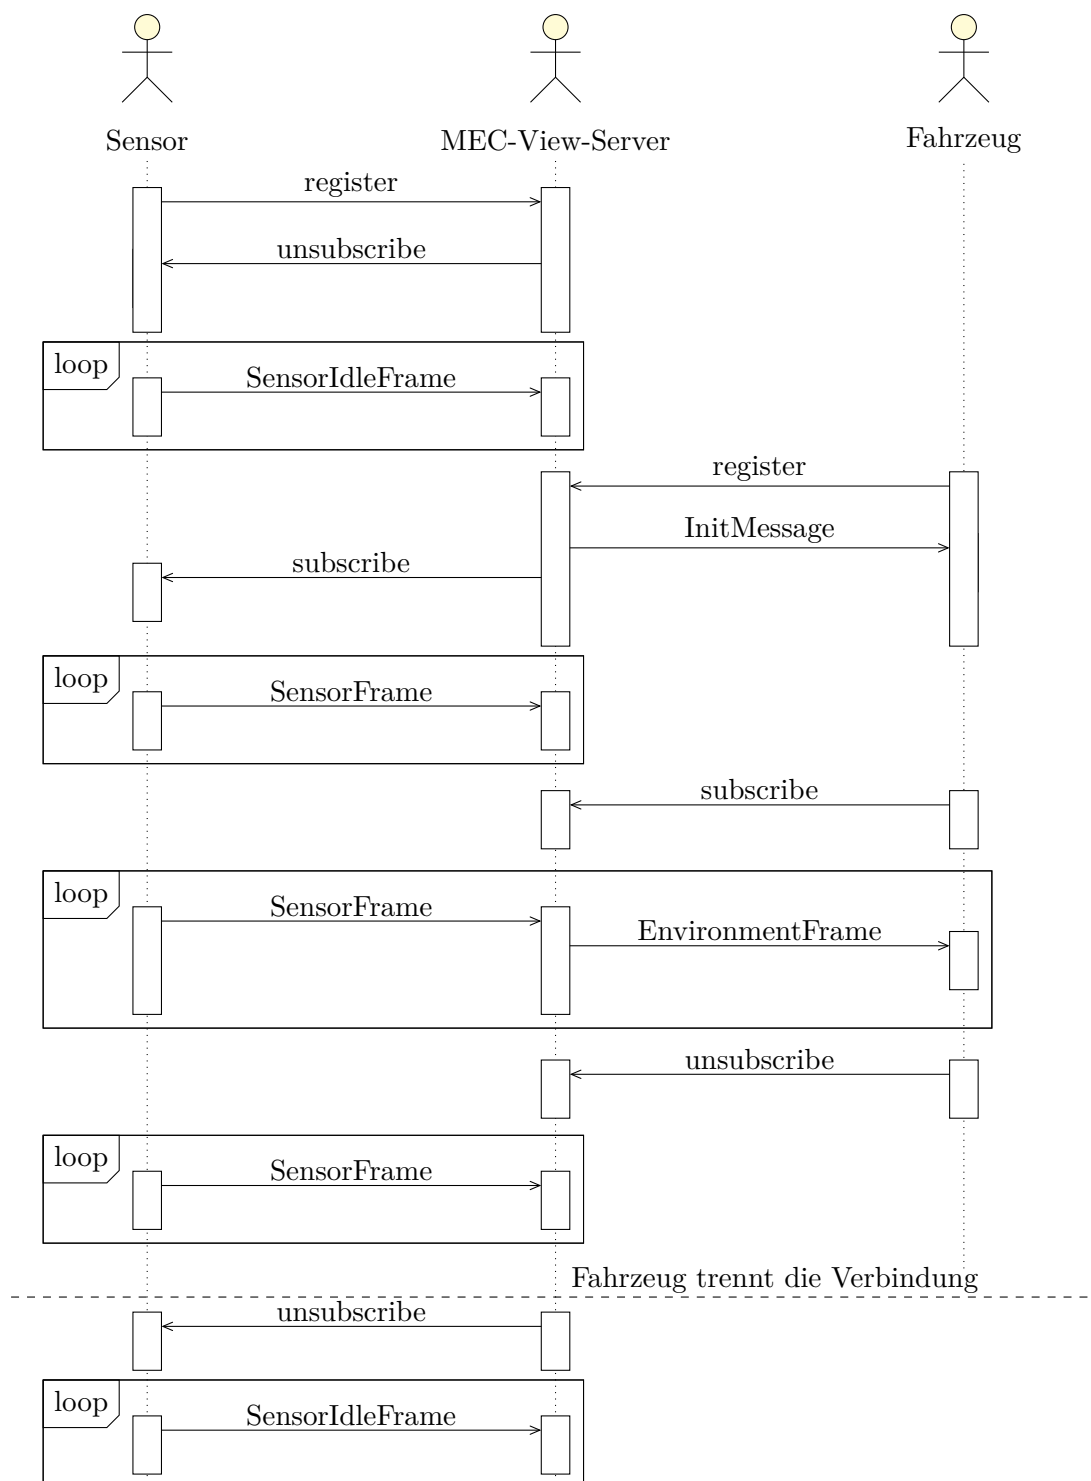 Sensor
MEC-View-Server
Fahrzeug
register
unsubscribe
loop
SensorIdleFrame
register
InitMessage
subscribe
loop
SensorFrame
subscribe
loop
SensorFrame
EnvironmentFrame
unsubscribe
loop
SensorFrame
Fahrzeug trennt die Verbindung
unsubscribe
loop
SensorIdleFrame